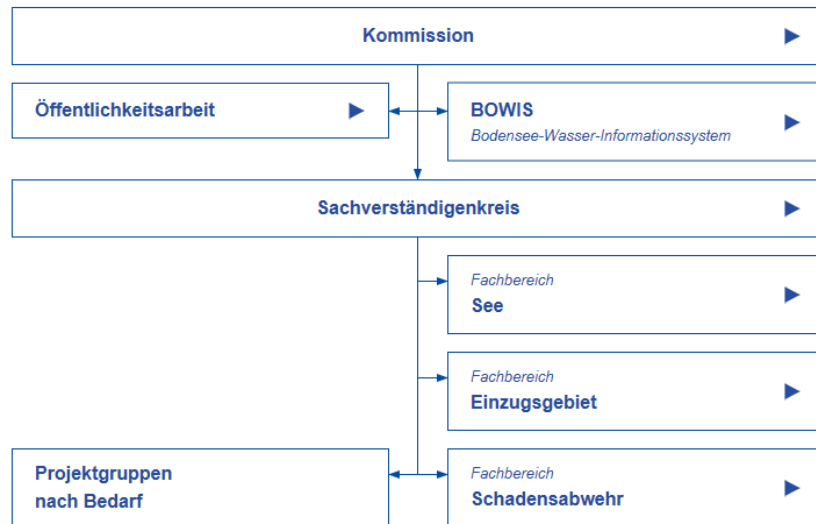 Kommission
Öffentlichkeitsarbeit
BOWIS
Bodensee-Wasser-Informationssystem
Sachverständigenkreis
Fachbereich
See
Fachbereich
Einzugsgebiet
Projektgruppen
nach Bedarf
Fachbereich
Schadensabwehr